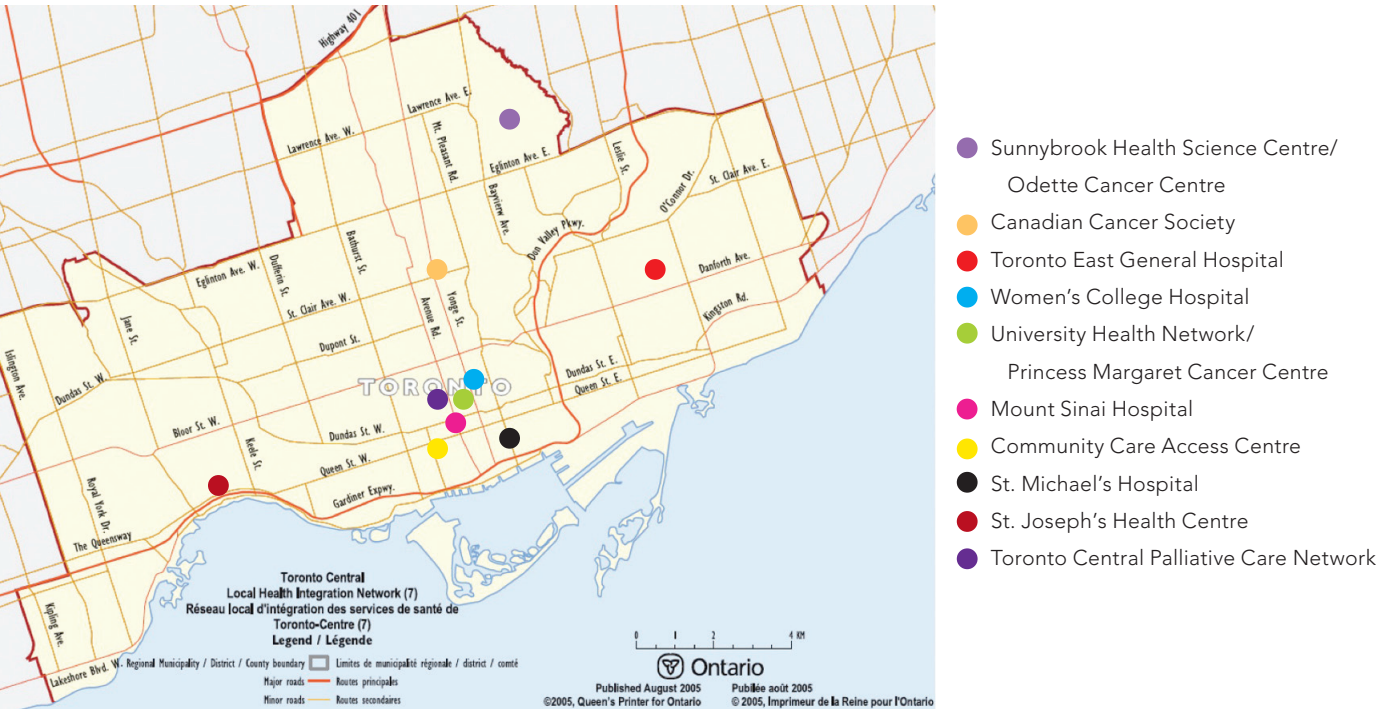 Highway 401
Lawrence Ave. E.
Lawrence Ave. W.
Mt. Pleasant Rd.
Eglinton Ave. E.
Leslie St.
O'Connor Dr.
St. Clair Ave. E.
Bayview Ave.
Don Valley Pkwy.
Bathurst St.
Dufferin St.
Eglinton Ave. W.
Danforth Ave.
St. Clair Ave. W.
Avenue Rd.
Yonge St.
Kingston Rd.
Jane St.
Islington Ave.
Dupont St.
Dundas St. W.
Dundas St. E.
Queen St. E.
TORONTO
Bloor St. W.
Keele St.
Dundas St. W.
Queen St. W.
Royal York Dr.
Gardiner Expwy.
The Queensway
Kipling Ave.
Lakeshore Blvd. W.
Toronto Central
Local Health Integration Network (7)
Réseau local d'intégration des services de santé de
Toronto-Centre (7)
Legend / Légende
Regional Municipality / District / County boundary Limites de municipalité régionale / district / comté
Major roads Routes principales
Minor roads Routes secondaires
0 1 2 4 KM
Ontario
Published August 2005 Publiée août 2005
©2005, Queen's Printer for Ontario © 2005, Imprimeur de la Reine pour l'Ontario
Sunnybrook Health Science Centre/
Odette Cancer Centre
Canadian Cancer Society
Toronto East General Hospital
Women's College Hospital
University Health Network/
Princess Margaret Cancer Centre
Mount Sinai Hospital
Community Care Access Centre
St. Michael's Hospital
St. Joseph's Health Centre
Toronto Central Palliative Care Network